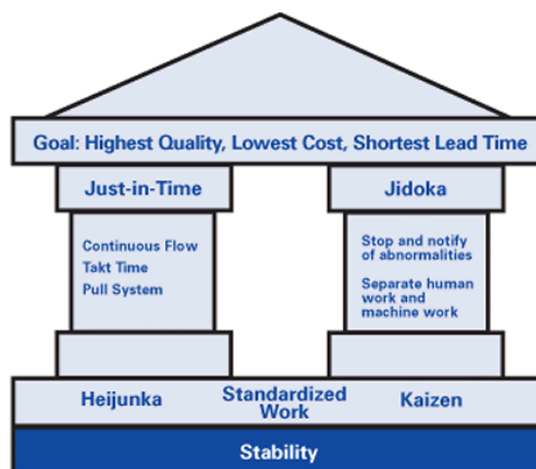 Goal: Highest Quality, Lowest Cost, Shortest Lead Time
Just-in-Time
Jidoka
Continuous Flow
Takt Time
Pull System
Stop and notify
of abnormalities
Separate human
work and
machine work
Heijunka
Standardized
Work
Kaizen
Stability